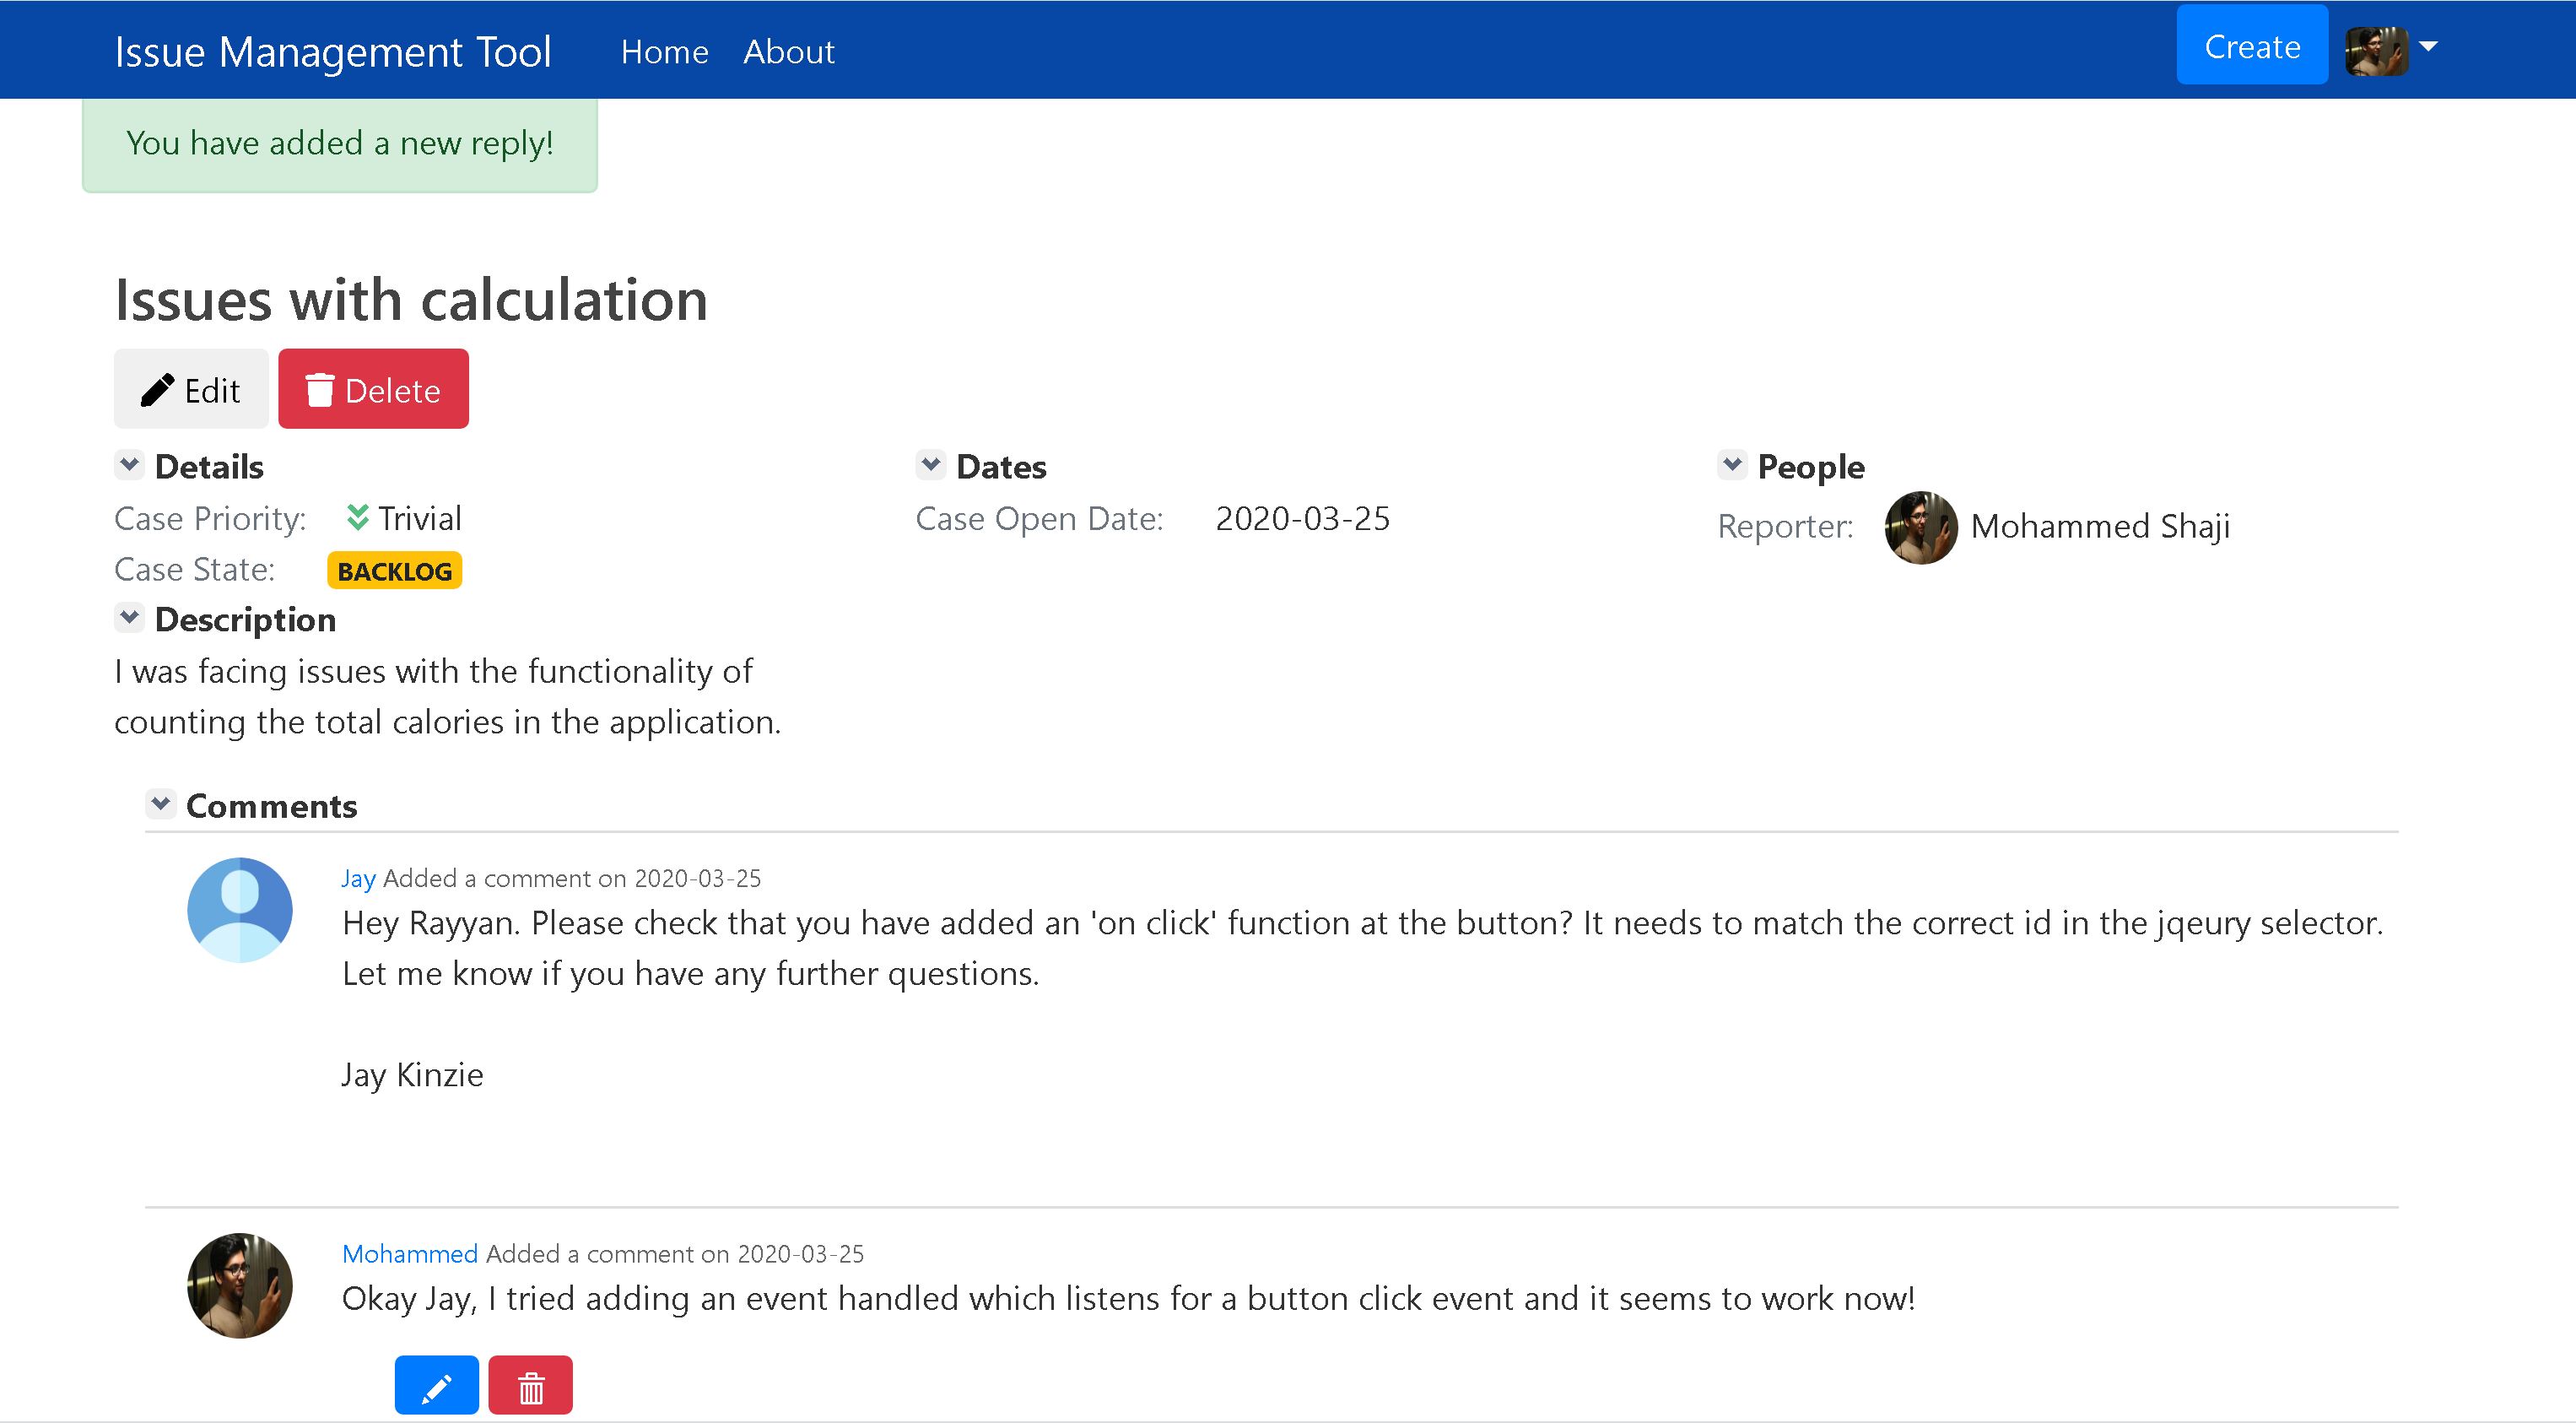 Issue Management Tool Home About Create
You have added a new reply!
Issues with calculation
Edit Delete
Details Dates People
Case Priority: Trivial Case Open Date: 2020-03-25 Reporter: Mohammed Shaji
Case State: BACKLOG
Description
I was facing issues with the functionality of
counting the total calories in the application.
Comments
Jay Added a comment on 2020-03-25
Hey Rayyan. Please check that you have added an 'on click' function at the button? It needs to match the correct id in the jqeury selector.
Let me know if you have any further questions.
Jay Kinzie
Mohammed Added a comment on 2020-03-25
Okay Jay, I tried adding an event handled which listens for a button click event and it seems to work now!